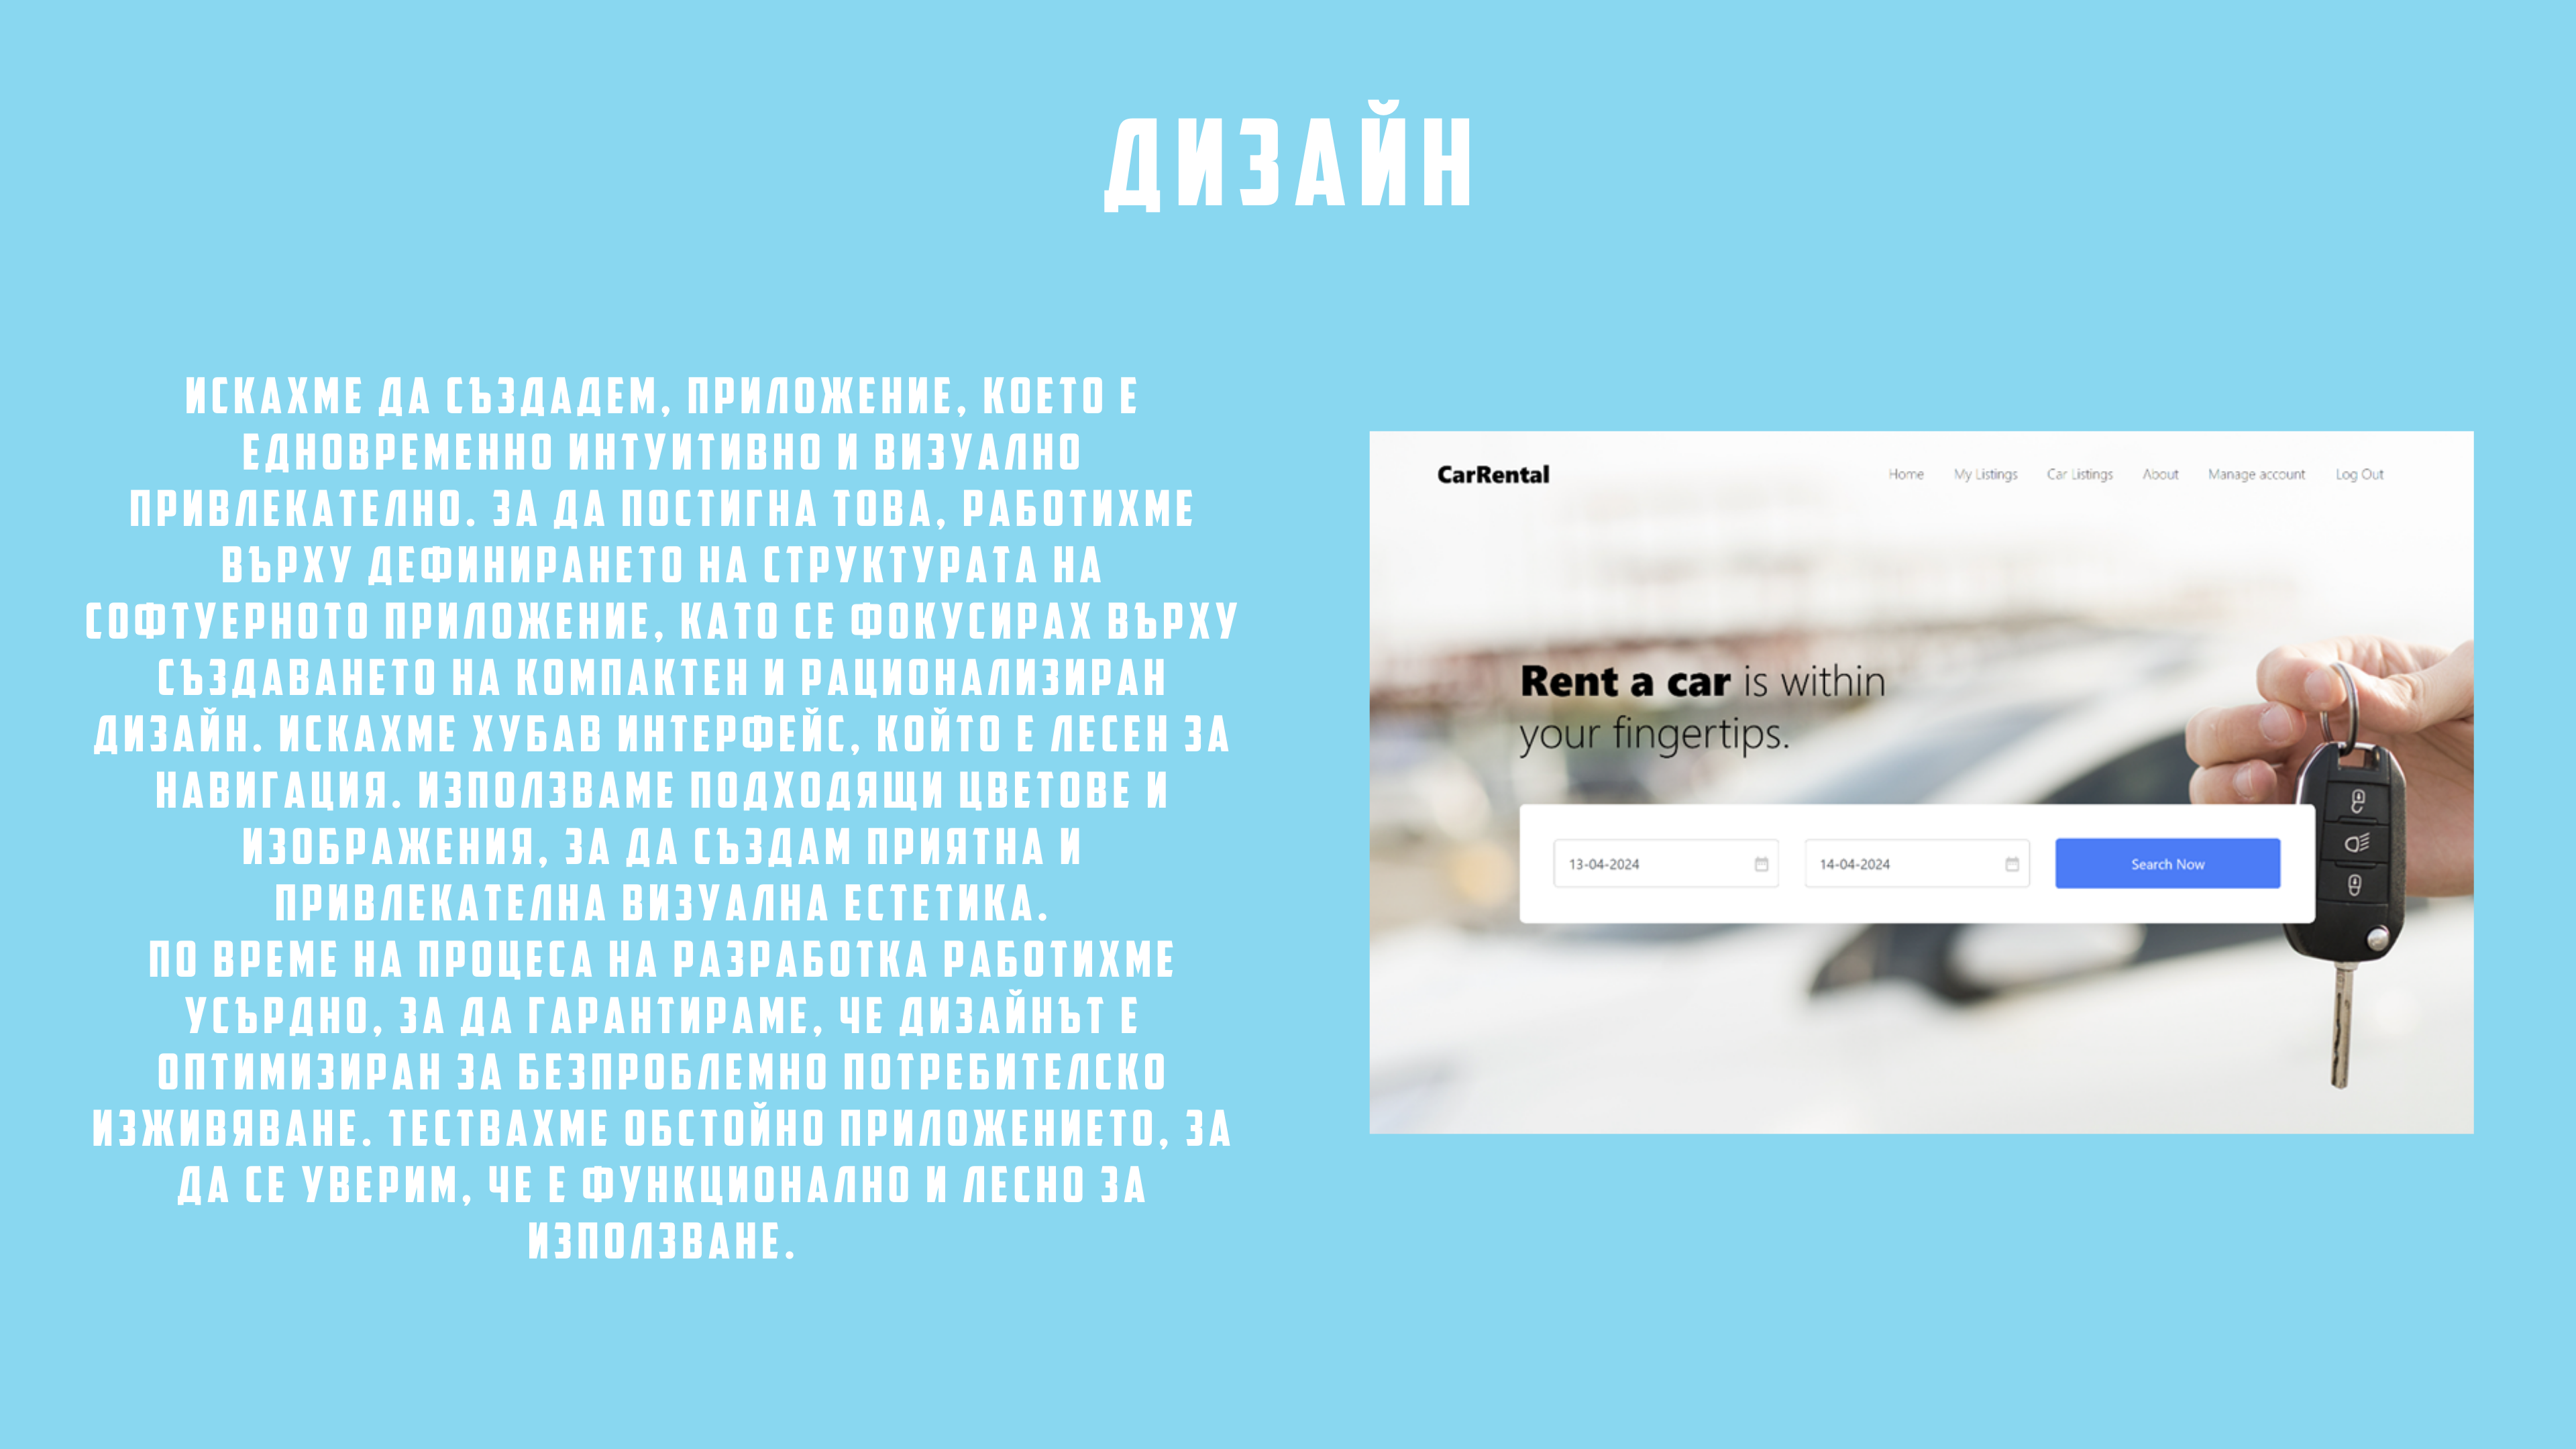 ДИЗАЙН
ИСКАХМЕ ДА СЪЗДАДЕМ, ПРИЛОЖЕНИЕ, КОЕТО Е
ЕДНОВРЕМЕННО ИНТУИТИВНО И ВИЗУАЛНО
ПРИВЛЕКАТЕЛНО. ЗА ДА ПОСТИГНА ТОВА, РАБОТИХМЕ
ВЪРХУ ДЕФИНИРАНЕТО НА СТРУКТУРАТА НА
СОФТУЕРНОТО ПРИЛОЖЕНИЕ, КАТО СЕ ФОКУСИРАХ ВЪРХУ
СЪЗДАВАНЕТО НА КОМПАКТЕН И РАЦИОНАЛИЗИРАН
ДИЗАЙН. ИСКАХМЕ ХУБАВ ИНТЕРФЕЙС, КОЙТО Е ЛЕСЕН ЗА
НАВИГАЦИЯ. ИЗПОЛЗВАМЕ ПОДХОДЯЩИ ЦВЕТОВЕ И
ИЗОБРАЖЕНИЯ, ЗА ДА СЪЗДАМ ПРИЯТНА И
ПРИВЛЕКАТЕЛНА ВИЗУАЛНА ЕСТЕТИКА.
ПО ВРЕМЕ НА ПРОЦЕСА НА РАЗРАБОТКА РАБОТИХМЕ
УСЪРДНО, ЗА ДА ГАРАНТИРАМЕ, ЧЕ ДИЗАЙНЪТ Е
ОПТИМИЗИРАН ЗА БЕЗПРОБЛЕМНО ПОТРЕБИТЕЛСКО
ИЗЖИВЯВАНЕ. ТЕСТВАХМЕ ОБСТОЙНО ПРИЛОЖЕНИЕТО, ЗА
ДА СЕ УВЕРИМ, ЧЕ Е ФУНКЦИОНАЛНО И ЛЕСНО ЗА
ИЗПОЛЗВАНЕ.
CarRental Home My Listings Car Listings About Manage account Log Out
Rent a car is within
your fingertips.
13-04-2024 14-04-2024 Search Now